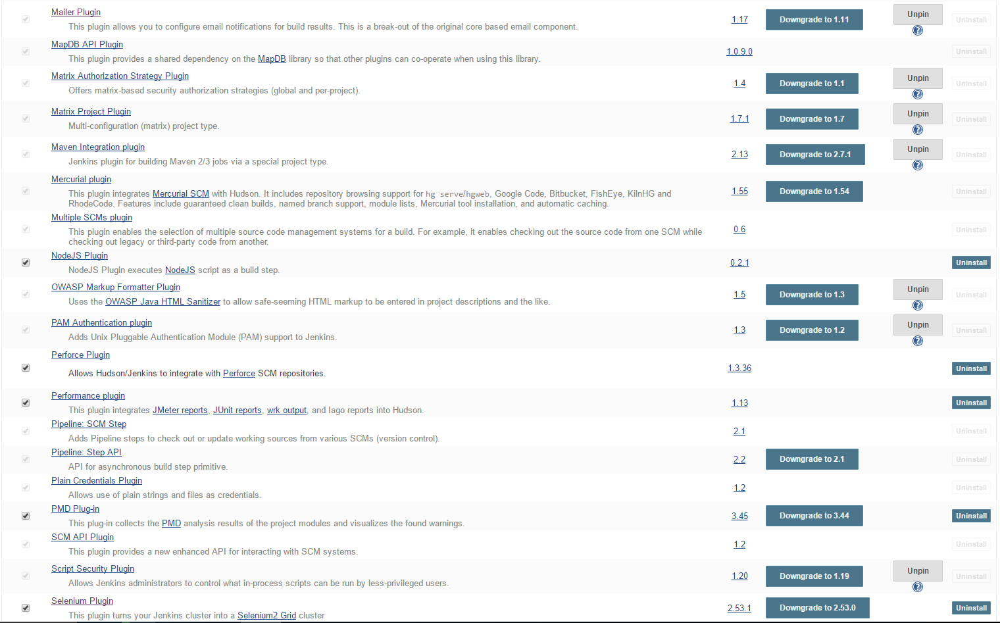 Mailer Plugin
This plugin allows you to configure email notifications for build results. This is a break-out of the original core based email component.
1.17
Downgrade to 1.11
Unpin
Uninstall
MapDB API Plugin
This plugin provides a shared dependency on the MapDB library so that other plugins can co-operate when using this library.
1.0.9.0
Uninstall
Matrix Authorization Strategy Plugin
Offers matrix-based security authorization strategies (global and per-project).
1.4
Downgrade to 1.1
Unpin
Uninstall
Matrix Project Plugin
Multi-configuration (matrix) project type.
1.7.1
Downgrade to 1.7
Unpin
Uninstall
Maven Integration plugin
Jenkins plugin for building Maven 2/3 jobs via a special project type.
2.13
Downgrade to 2.7.1
Unpin
Uninstall
Mercurial plugin
This plugin integrates Mercurial SCM with Hudson. It includes repository browsing support for hg serve/hgweb, Google Code, Bitbucket, FishEye, KilnHG and
RhodeCode. Features include guaranteed clean builds, named branch support, module lists, Mercurial tool installation, and automatic caching.
1.55
Downgrade to 1.54
Uninstall
Multiple SCMs plugin
This plugin enables the selection of multiple source code management systems for a build. For example, it enables checking out the source code from one SCM while
checking out legacy or third-party code from another.
0.6
Uninstall
NodeJS Plugin
NodeJS Plugin executes NodeJS script as a build step.
0.2.1
Uninstall
OWASP Markup Formatter Plugin
Uses the OWASP Java HTML Sanitizer to allow safe-seeming HTML markup to be entered in project descriptions and the like.
1.5
Downgrade to 1.3
Unpin
Uninstall
PAM Authentication plugin
Adds Unix Pluggable Authentication Module (PAM) support to Jenkins.
1.3
Downgrade to 1.2
Unpin
Uninstall
Perforce Plugin
Allows Hudson/Jenkins to integrate with Perforce SCM repositories.
1.3.36
Uninstall
Performance plugin
This plugin integrates JMeter reports, JUnit reports, wrk output, and Iago reports into Hudson.
1.13
Uninstall
Pipeline: SCM Step
Adds Pipeline steps to check out or update working sources from various SCMs (version control).
2.1
Uninstall
Pipeline: Step API
API for asynchronous build step primitive.
2.2
Downgrade to 2.1
Uninstall
Plain Credentials Plugin
Allows use of plain strings and files as credentials.
1.2
Uninstall
PMD Plug-in
This plug-in collects the PMD analysis results of the project modules and visualizes the found warnings.
3.45
Downgrade to 3.44
Uninstall
SCM API Plugin
This plugin provides a new enhanced API for interacting with SCM systems.
1.2
Uninstall
Script Security Plugin
Allows Jenkins administrators to control what in-process scripts can be run by less-privileged users.
1.20
Downgrade to 1.19
Unpin
Uninstall
Selenium Plugin
This plugin turns your Jenkins cluster into a Selenium2 Grid cluster
2.53.1
Downgrade to 2.53.0
Uninstall